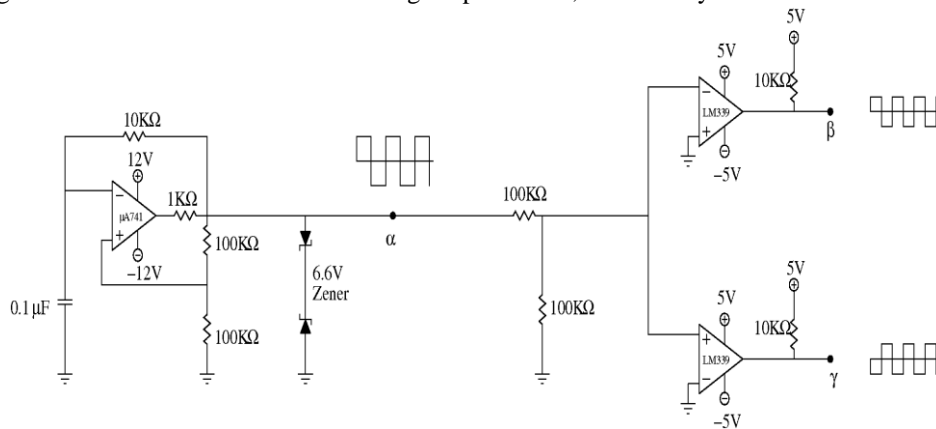 5V
5V
10KΩ
LM339
β
-5V
10KΩ
12V
μA741
1KΩ
-12V
0.1 μF
100KΩ
100KΩ
6.6V
Zener
α
100KΩ
100KΩ
5V
5V
10KΩ
LM339
γ
-5V